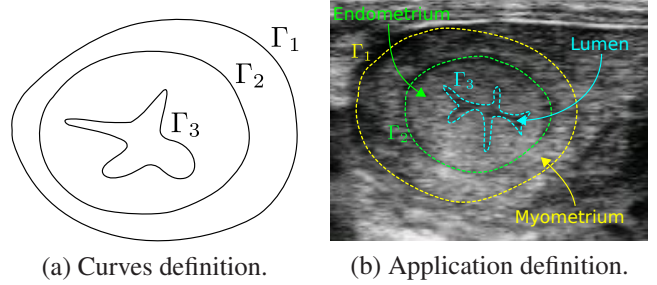 Γ1
Γ2
Γ3
Endometrium
Γ1
Lumen
Γ3
Γ2
Myometrium
(a) Curves definition.
(b) Application definition.